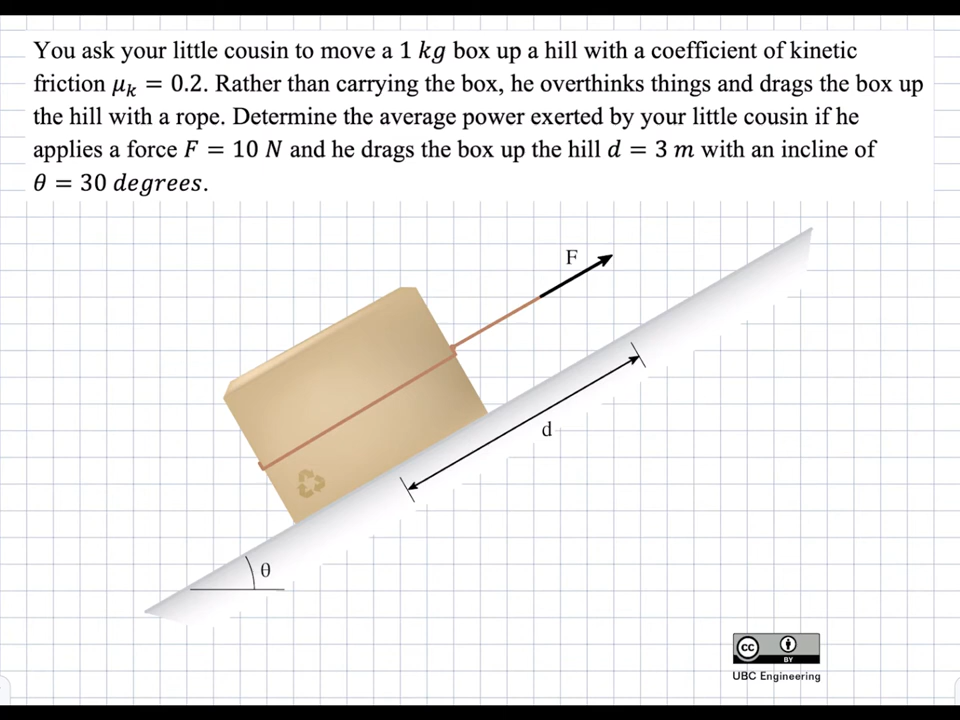 You ask your little cousin to move a 1 kg box up a hill with a coefficient of kinetic
friction μₖ = 0.2. Rather than carrying the box, he overthinks things and drags the box up
the hill with a rope. Determine the average power exerted by your little cousin if he
applies a force F = 10 N and he drags the box up the hill d = 3 m with an incline of
θ = 30 degrees.
F
d
θ
cc
BY
UBC Engineering